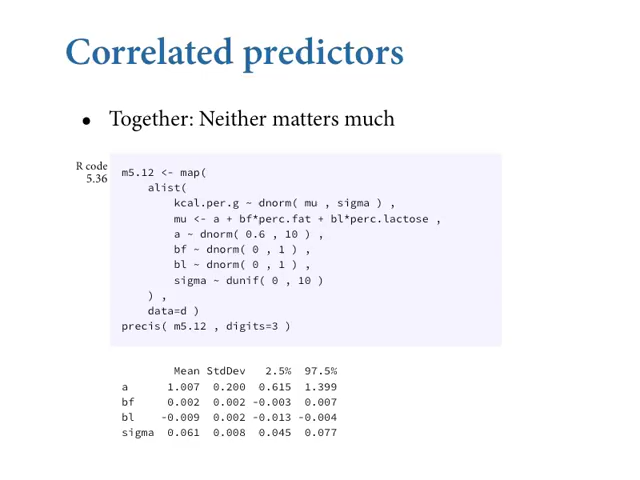 Correlated predictors
• Together: Neither matters much
R code
5.36
m5.12 <- map(
    alist(
        kcal.per.g ~ dnorm( mu , sigma ) ,
        mu <- a + bf*perc.fat + bl*perc.lactose ,
        a ~ dnorm( 0.6 , 10 ) ,
        bf ~ dnorm( 0 , 1 ) ,
        bl ~ dnorm( 0 , 1 ) ,
        sigma ~ dunif( 0 , 10 )
    ) ,
    data=d )
precis( m5.12 , digits=3 )
        Mean StdDev   2.5%  97.5%
a      1.007  0.200  0.615  1.399
bf     0.002  0.002 -0.003  0.007
bl    -0.009  0.002 -0.013 -0.004
sigma  0.061  0.008  0.045  0.077